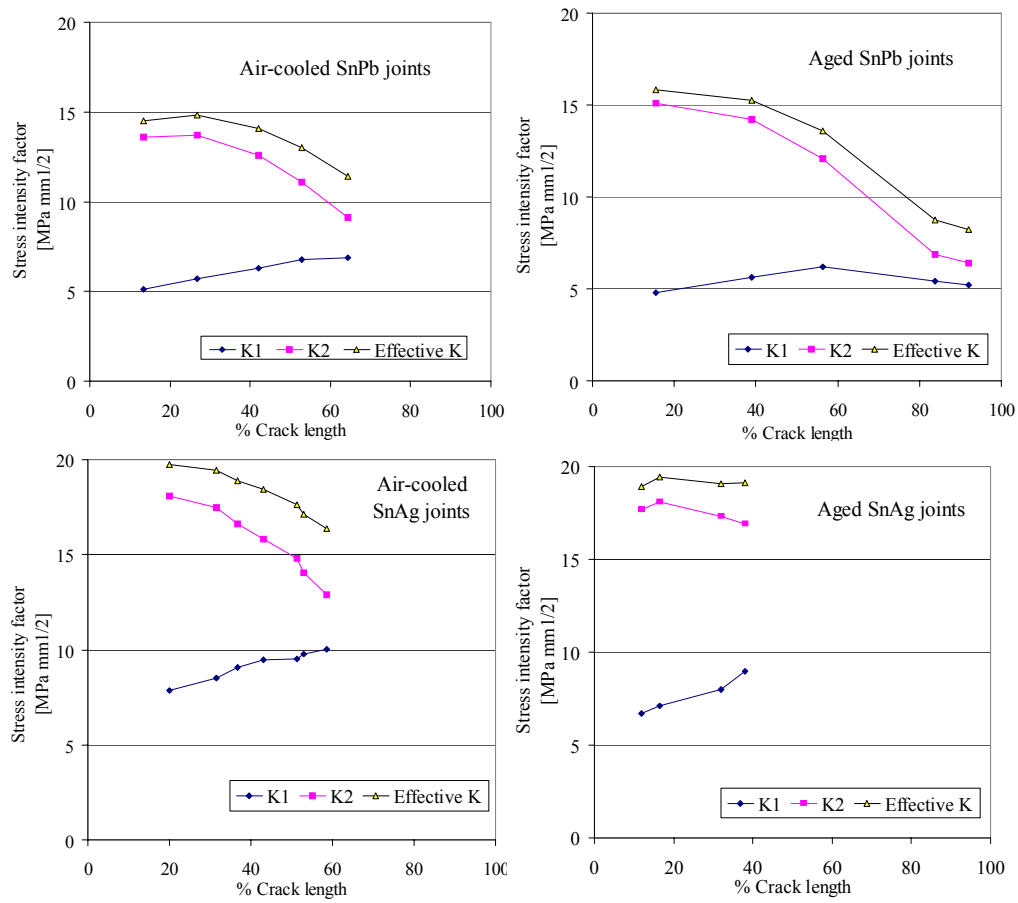 20
15
10
5
0
Stress intensity factor
[MPa mm1/2]
Air-cooled SnPb joints
K1 K2 Effective K
0 20 40 60 80 100
% Crack length
20
15
10
5
0
Stress intensity factor
[MPa mm1/2]
Aged SnPb joints
K1 K2 Effective K
0 20 40 60 80 100
% Crack length
20
15
10
5
0
Stress intensity factor
[MPa mm1/2]
Air-cooled
SnAg joints
K1 K2 Effective K
0 20 40 60 80 100
% Crack length
20
15
10
5
0
Stress intensity factor
[MPa mm1/2]
Aged SnAg joints
K1 K2 Effective K
0 20 40 60 80 100
% Crack length